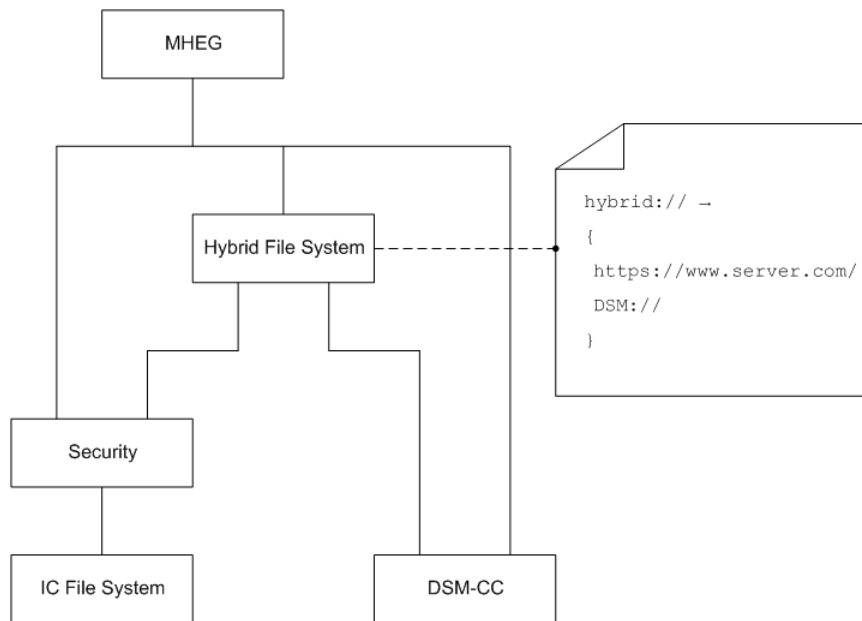 MHEG
hybrid:// →
{
Hybrid File System
https://www.server.com/
DSM://
}
Security
IC File System
DSM-CC